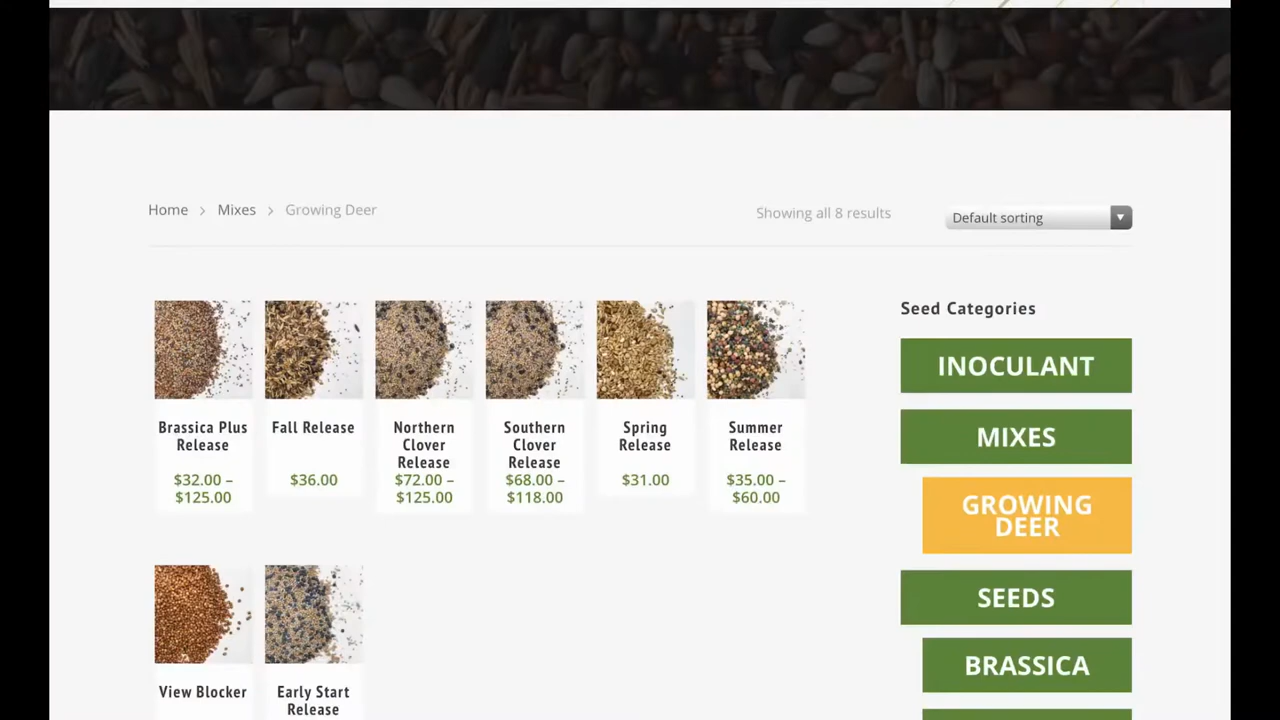 Home > Mixes > Growing Deer
Showing all 8 results
Default sorting
Brassica Plus
Release
$32.00 –
$125.00
Fall Release
$36.00
Northern
Clover
Release
$72.00 –
$125.00
Southern
Clover
Release
$68.00 –
$118.00
Spring
Release
$31.00
Summer
Release
$35.00 –
$60.00
View Blocker
Early Start
Release
Seed Categories
INOCULANT
MIXES
GROWING
DEER
SEEDS
BRASSICA